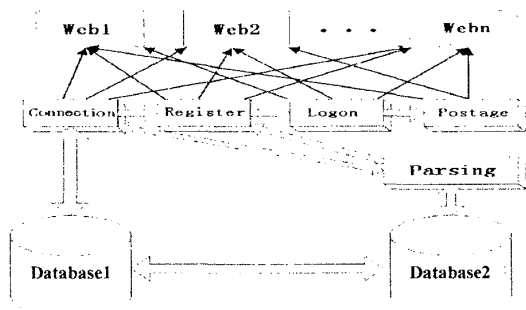 Web1 Web2 . . . Webn
Connection Register Logon Postage
Parsing
Database1 Database2